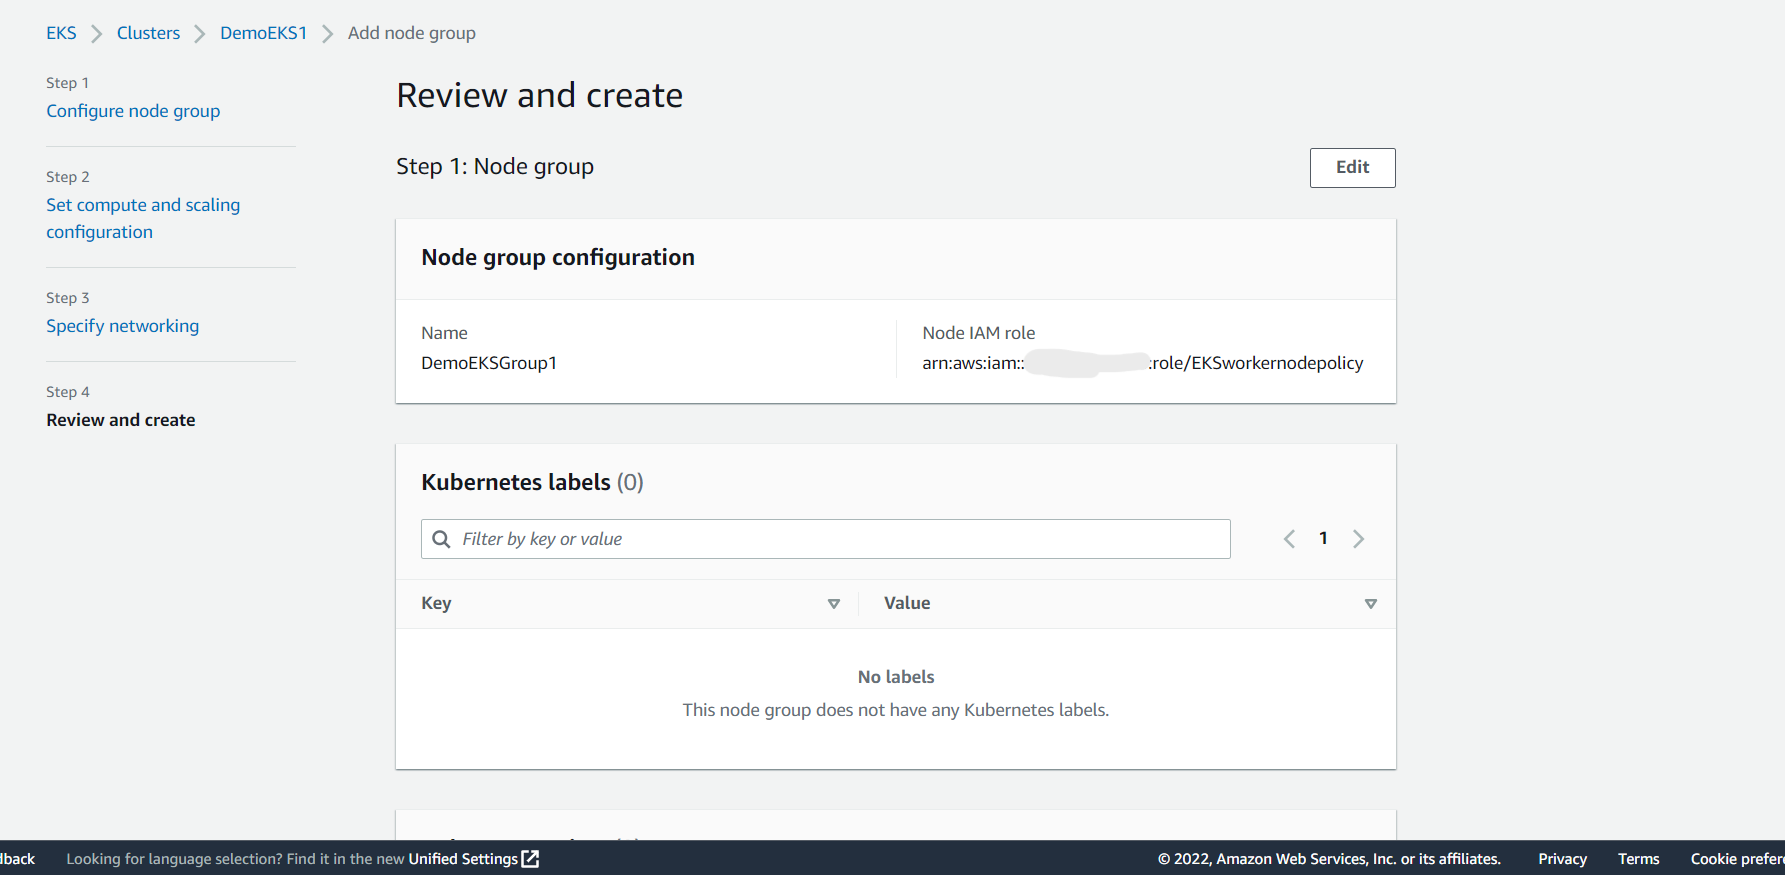 EKS > Clusters > DemoEKS1 > Add node group
Step 1
Configure node group
Step 2
Set compute and scaling
configuration
Step 3
Specify networking
Step 4
Review and create
Review and create
Step 1: Node group
Edit
Node group configuration
Name
DemoEKSGroup1
Node IAM role
arn:aws:iam:: :role/EKSworkernodepolicy
Kubernetes labels (0)
Filter by key or value
1
Key Value
No labels
This node group does not have any Kubernetes labels.
Looking for language selection? Find it in the new Unified Settings
© 2022, Amazon Web Services, Inc. or its affiliates. Privacy Terms Cookie